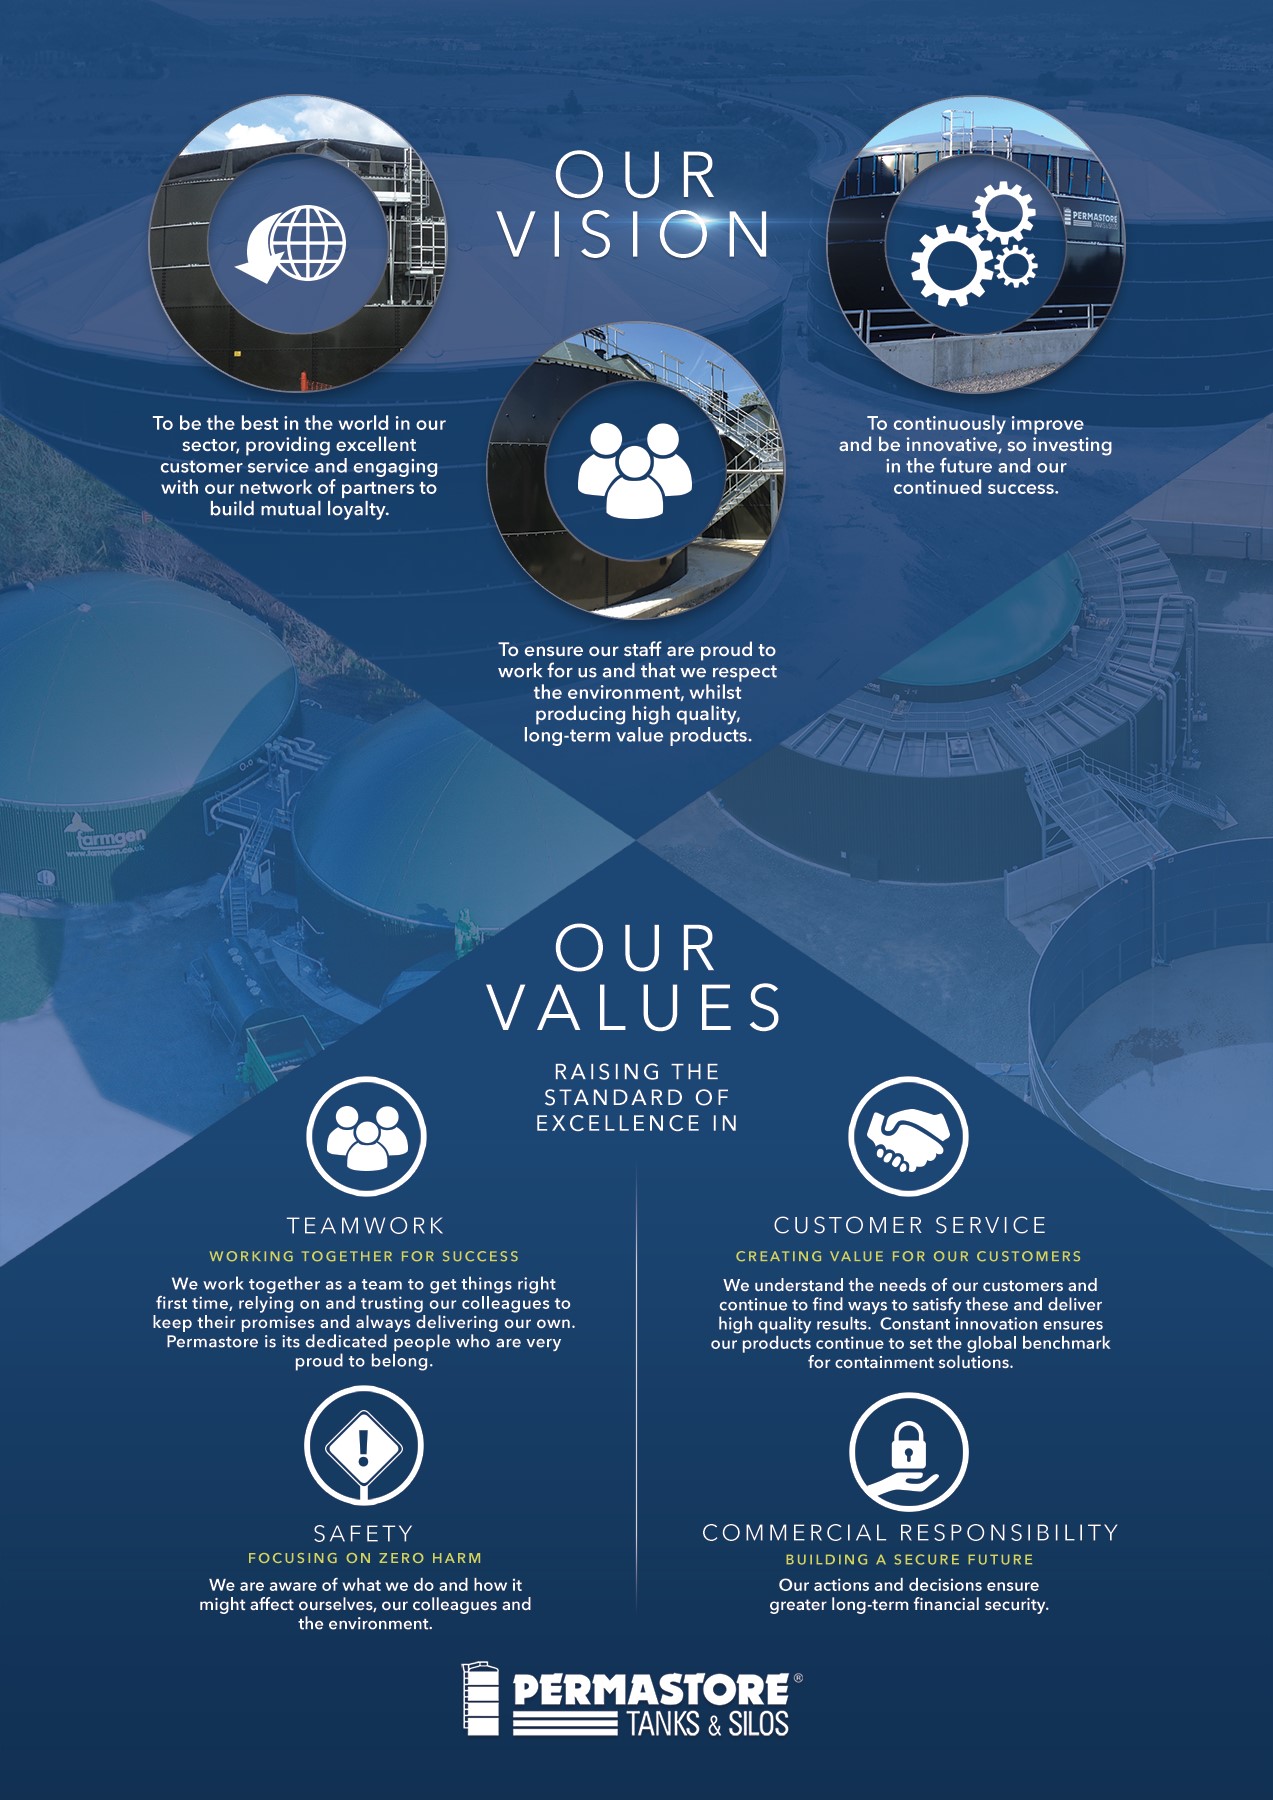 OUR
VISION
PERMASTORE
TANKS & SILOS
To be the best in the world in our
sector, providing excellent
customer service and engaging
with our network of partners to
build mutual loyalty.
To continuously improve
and be innovative, so investing
in the future and our
continued success.
To ensure our staff are proud to
work for us and that we respect
the environment, whilst
producing high quality,
long-term value products.
farmgen
www.farmgen.co.uk
OUR
VALUES
RAISING THE
STANDARD OF
EXCELLENCE IN
TEAMWORK
WORKING TOGETHER FOR SUCCESS
We work together as a team to get things right
first time, relying on and trusting our colleagues to
keep their promises and always delivering our own.
Permastore is its dedicated people who are very
proud to belong.
CUSTOMER SERVICE
CREATING VALUE FOR OUR CUSTOMERS
We understand the needs of our customers and
continue to find ways to satisfy these and deliver
high quality results.  Constant innovation ensures
our products continue to set the global benchmark
for containment solutions.
!
SAFETY
FOCUSING ON ZERO HARM
We are aware of what we do and how it
might affect ourselves, our colleagues and
the environment.
COMMERCIAL RESPONSIBILITY
BUILDING A SECURE FUTURE
Our actions and decisions ensure
greater long-term financial security.
PERMASTORE®
TANKS & SILOS